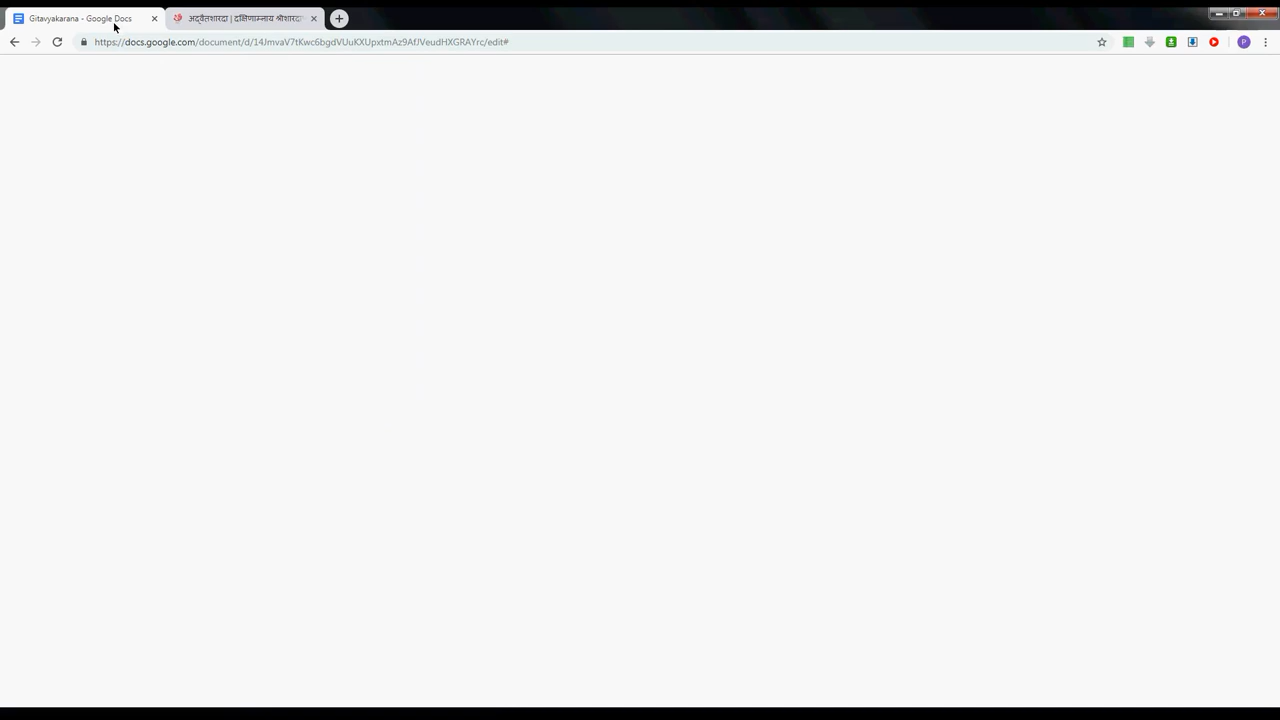 Gitavyakarana - Google Docs
अद्वैतशारदा | दक्षिणाम्नाय श्रीशारदा
https://docs.google.com/document/d/14JmvaV7tKwc6bgdVUuKXUpxtmAz9AfJVeudHXGRAYrc/edit#
P